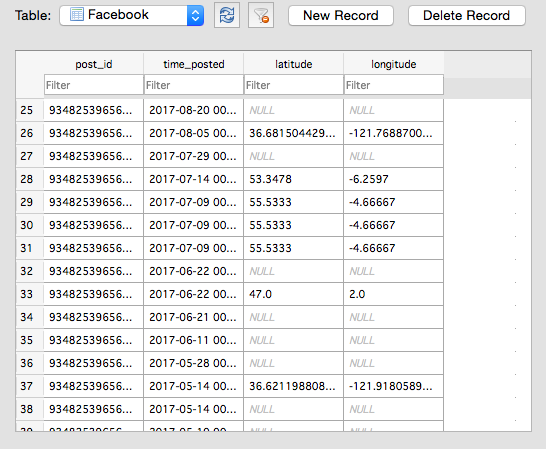 Table: Facebook New Record Delete Record
post_id time_posted latitude longitude
Filter Filter Filter Filter
25 93482539656... 2017-08-20 00... NULL NULL
26 93482539656... 2017-08-05 00... 36.681504429... -121.7688700...
27 93482539656... 2017-07-29 00... NULL NULL
28 93482539656... 2017-07-14 00... 53.3478 -6.2597
29 93482539656... 2017-07-09 00... 55.5333 -4.66667
30 93482539656... 2017-07-09 00... 55.5333 -4.66667
31 93482539656... 2017-07-09 00... 55.5333 -4.66667
32 93482539656... 2017-06-22 00... NULL NULL
33 93482539656... 2017-06-22 00... 47.0 2.0
34 93482539656... 2017-06-21 00... NULL NULL
35 93482539656... 2017-06-11 00... NULL NULL
36 93482539656... 2017-05-28 00... NULL NULL
37 93482539656... 2017-05-14 00... 36.621198808... -121.9180589...
38 93482539656... 2017-05-14 00... NULL NULL